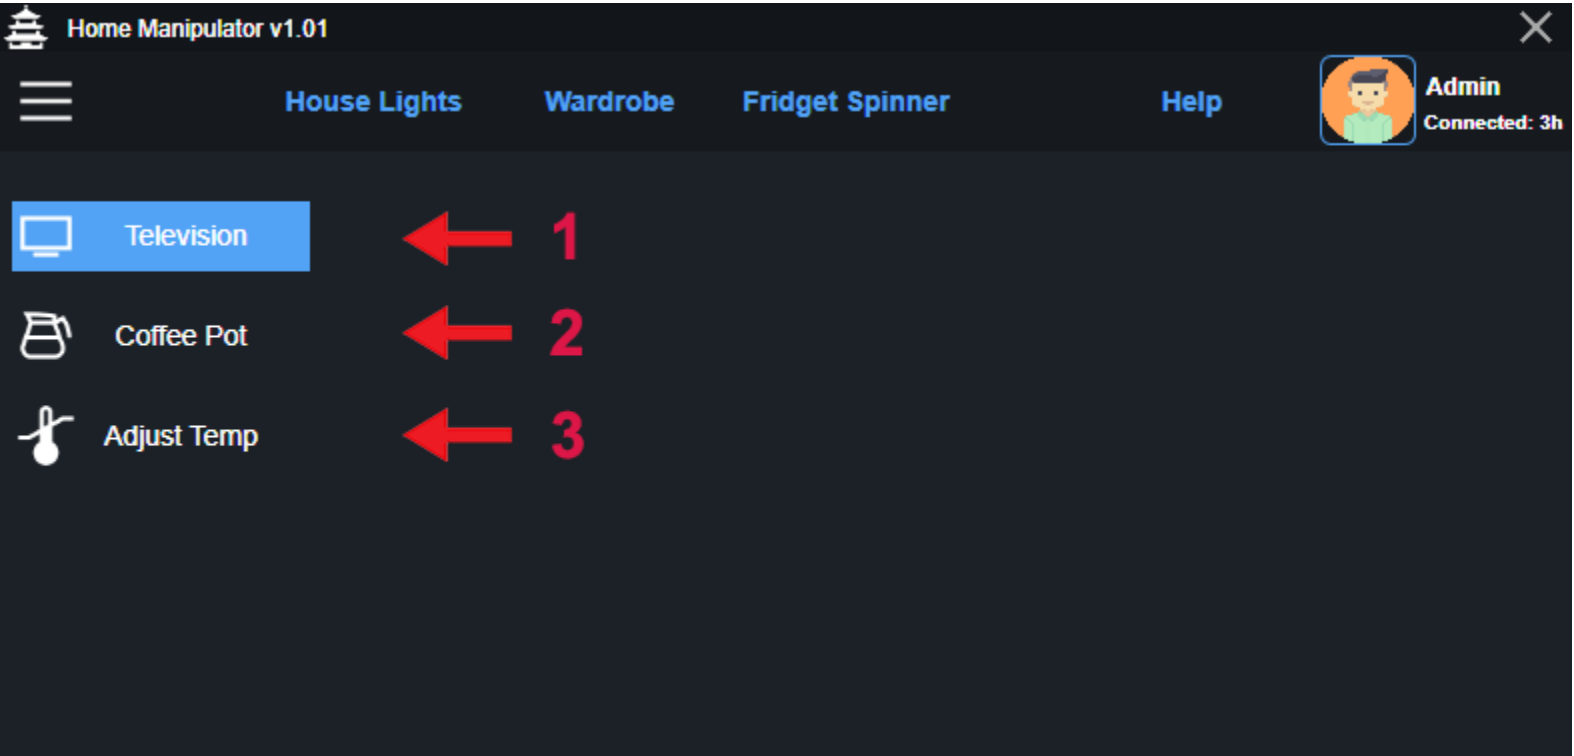 Home Manipulator v1.01
House Lights Wardrobe Fridget Spinner Help Admin
Connected: 3h
Television 1
Coffee Pot 2
Adjust Temp 3